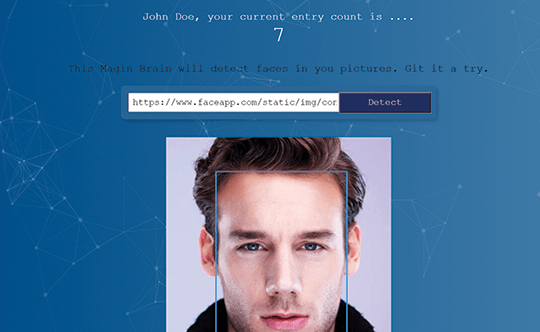 John Doe, your current entry count is ....
7
This Magin Brain will detect faces in you pictures. Git it a try.
https://www.faceapp.com/static/img/cor
Detect